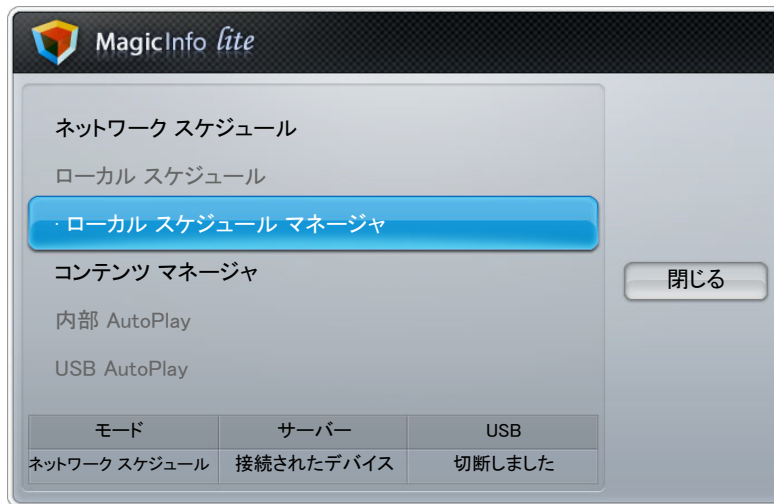 MagicInfo lite
ネットワーク スケジュール
ローカル スケジュール
· ローカル スケジュール マネージャ
コンテンツ マネージャ
閉じる
内部 AutoPlay
USB AutoPlay
モード サーバー USB
ネットワーク スケジュール 接続されたデバイス 切断しました